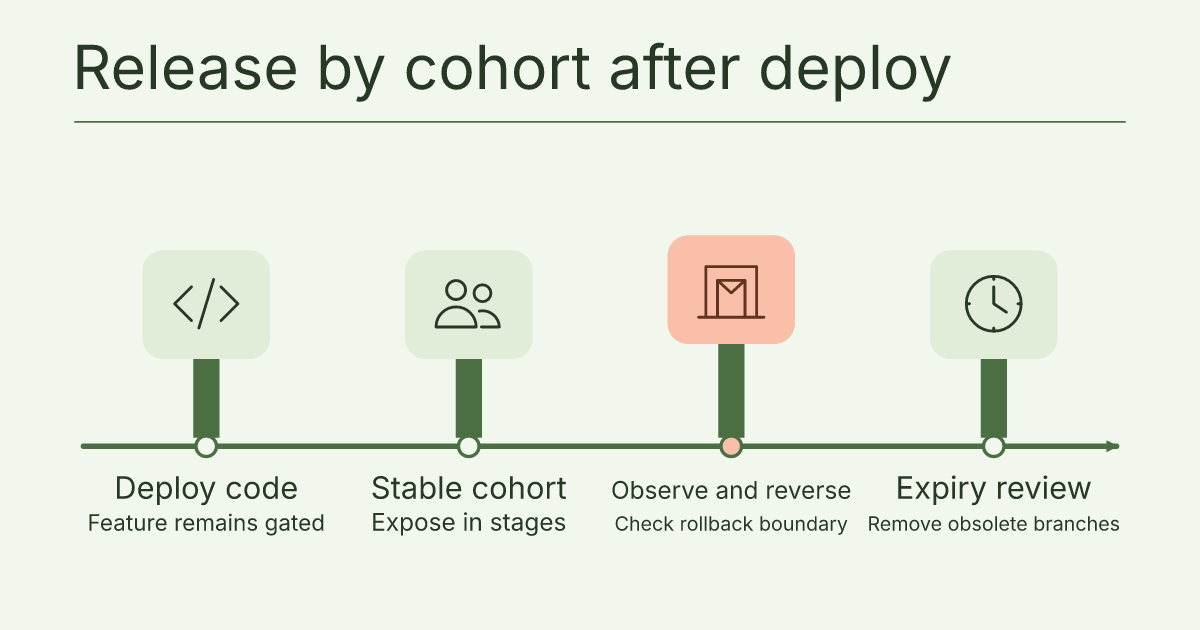 Release by cohort after deploy
Deploy code
Feature remains gated
Stable cohort
Expose in stages
Observe and reverse
Check rollback boundary
Expiry review
Remove obsolete branches